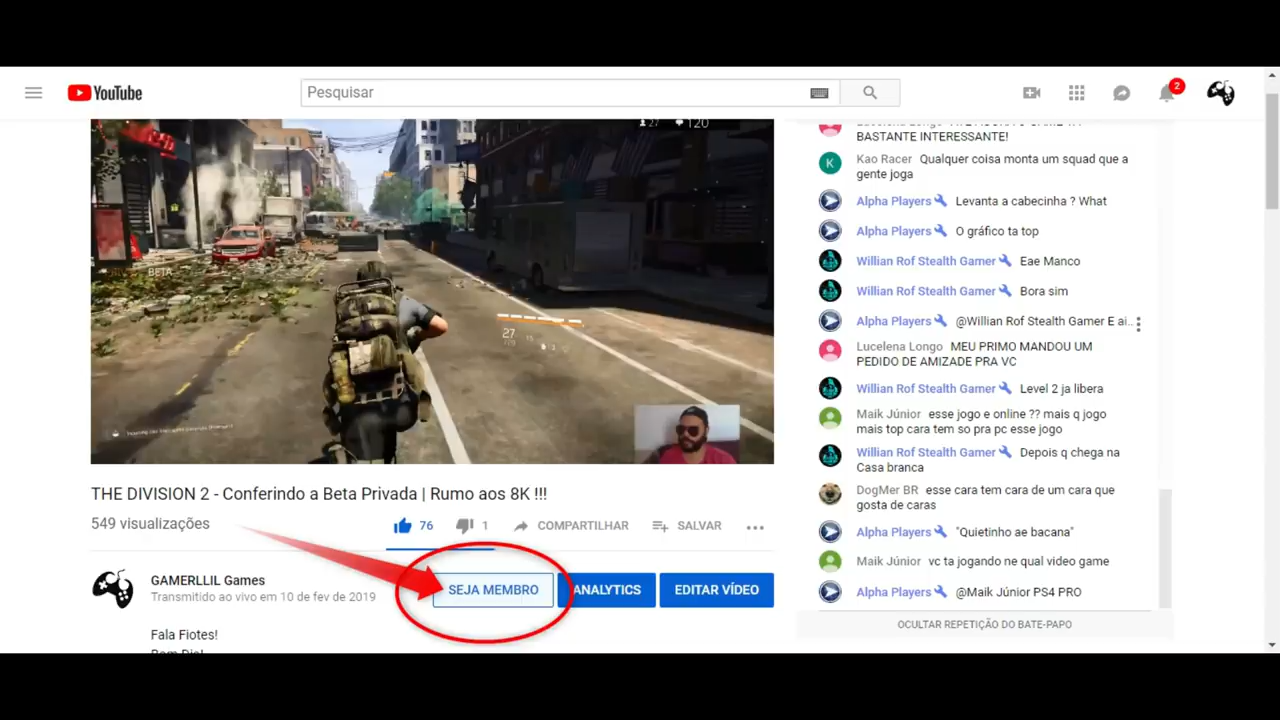 YouTube
Pesquisar
2
27
120
BETA
27
THE DIVISION 2 - Conferindo a Beta Privada | Rumo aos 8K !!!
549 visualizações
76
1
COMPARTILHAR
SALVAR
GAMERLLIL Games
Transmitido ao vivo em 10 de fev de 2019
SEJA MEMBRO
ANALYTICS
EDITAR VÍDEO
Fala Fiotes!
BASTANTE INTERESSANTE!
K
Kao Racer Qualquer coisa monta um squad que a
gente joga
Alpha Players Levanta a cabecinha ? What
Alpha Players O gráfico ta top
Willian Rof Stealth Gamer Eae Manco
Willian Rof Stealth Gamer Bora sim
Alpha Players @Willian Rof Stealth Gamer E ai...
Lucelena Longo MEU PRIMO MANDOU UM
PEDIDO DE AMIZADE PRA VC
Willian Rof Stealth Gamer Level 2 ja libera
Maik Júnior esse jogo e online ?? mais q jogo
mais top cara tem so pra pc esse jogo
Willian Rof Stealth Gamer Depois q chega na
Casa branca
DogMer BR esse cara tem cara de um cara que
gosta de caras
Alpha Players "Quietinho ae bacana"
Maik Júnior vc ta jogando ne qual video game
Alpha Players @Maik Júnior PS4 PRO
OCULTAR REPETIÇÃO DO BATE-PAPO